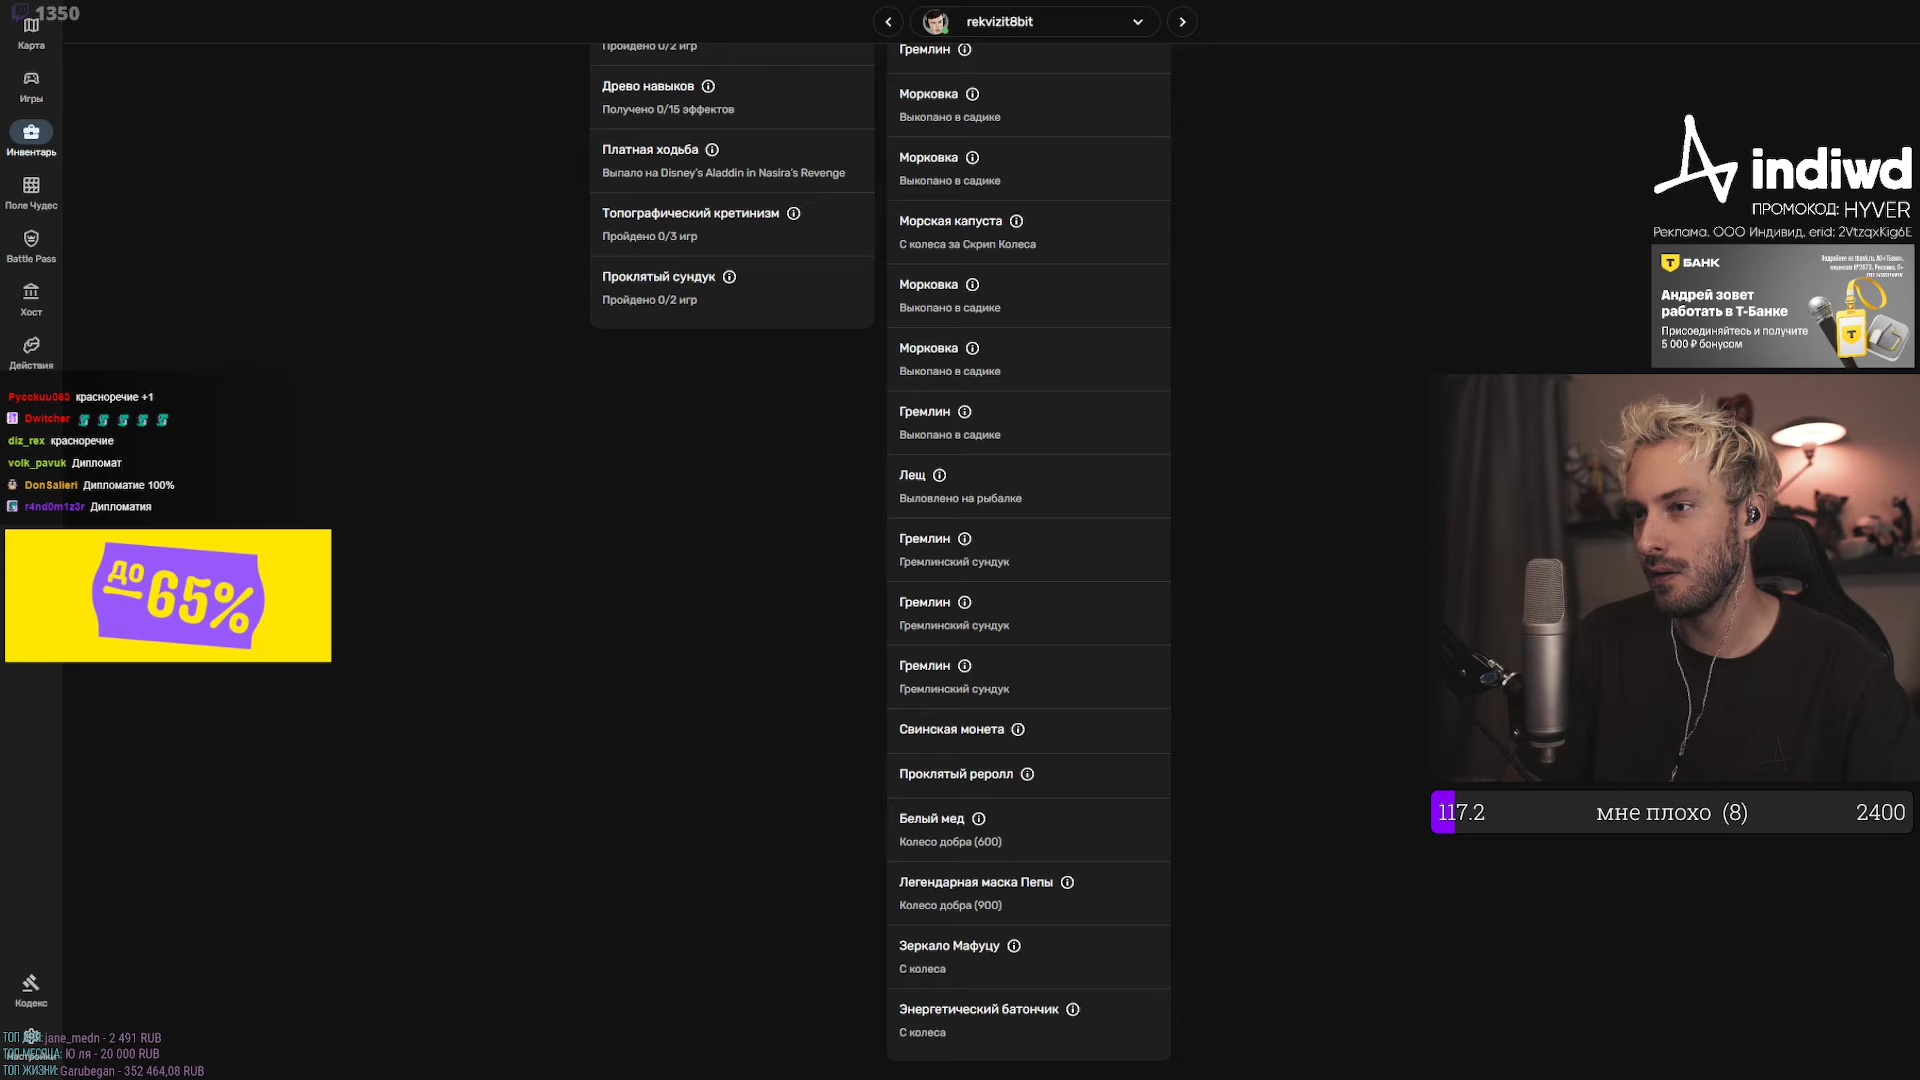 1350
Карта
Игры
Инвентарь
Поле Чудес
Battle Pass
Хост
Действия
rekvizit8bit
Пройдено 0/2 игр
Древо навыков
Получено 0/15 эффектов
Платная ходьба
Выпало на Disney's Aladdin in Nasira's Revenge
Топографический кретинизм
Пройдено 0/3 игр
Проклятый сундук
Пройдено 0/2 игр
Гремлин
Морковка
Выкопано в садике
Морковка
Выкопано в садике
Морская капуста
С колеса за Скрип Колеса
Морковка
Выкопано в садике
Морковка
Выкопано в садике
Гремлин
Выкопано в садике
Лещ
Выловлено на рыбалке
Гремлин
Гремлинский сундук
Гремлин
Гремлинский сундук
Гремлин
Гремлинский сундук
Свинская монета
Проклятый реролл
Белый мед
Колесо добра (600)
Легендарная маска Пепы
Колесо добра (900)
Зеркало Мафуцу
С колеса
Энергетический батончик
С колеса
indiwd
ПРОМОКОД: HYVER
Реклама. ООО Индивид. erid: 2VtzqxKig6E
Т БАНК
Андрей зовет
работать в Т-Банке
Присоединяйтесь и получите
5 000 ₽ бонусом
Pycckuu063 красноречие +1
Dwitcher
diz_rex красноречие
volk_pavuk Дипломат
DonSalieri Дипломатие 100%
r4nd0m1z3r Дипломатия
до
−65%
117.2 мне плохо (8) 2400
Кодекс
Настройки
ТОП ДНЯ: jane_medn - 2 491 RUB
ТОП МЕСЯЦА: Ю ля - 20 000 RUB
ТОП ЖИЗНИ: Garubegan - 352 464,08 RUB